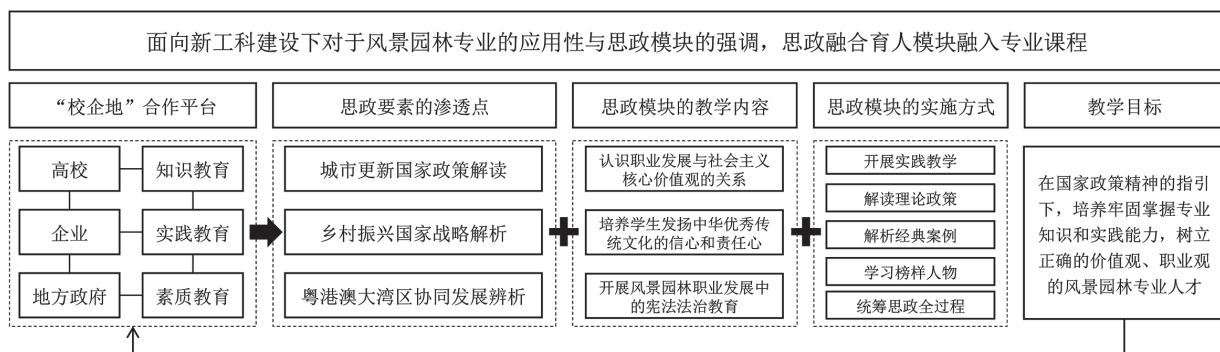 面向新工科建设下对于风景园林专业的应用性与思政模块的强调，思政融合育人模块融入专业课程
“校企地”合作平台
思政要素的渗透点
思政模块的教学内容
思政模块的实施方式
教学目标
高校
知识教育
企业
实践教育
地方政府
素质教育
城市更新国家政策解读
乡村振兴国家战略解析
粤港澳大湾区协同发展辨析
认识职业发展与社会主义
核心价值观的关系
培养学生发扬中华优秀传
统文化的信心和责任心
开展风景园林职业发展中
的宪法法治教育
开展实践教学
解读理论政策
解析经典案例
学习榜样人物
统筹思政全过程
在国家政策精神的指引
下，培养牢固掌握专业
知识和实践能力，树立
正确的价值观、职业观
的风景园林专业人才